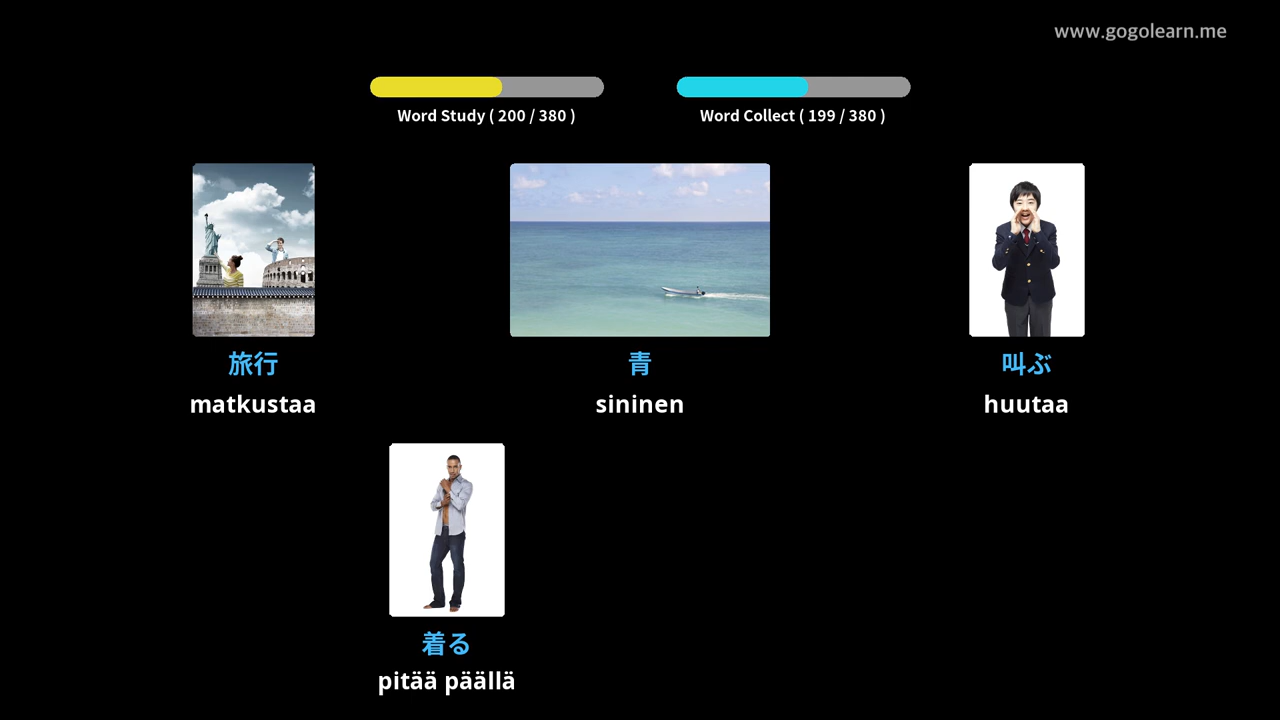 www.gogolearn.me
Word Study ( 200 / 380 )
Word Collect ( 199 / 380 )
旅行
matkustaa
青
sininen
叫ぶ
huutaa
着る
pitää päällä